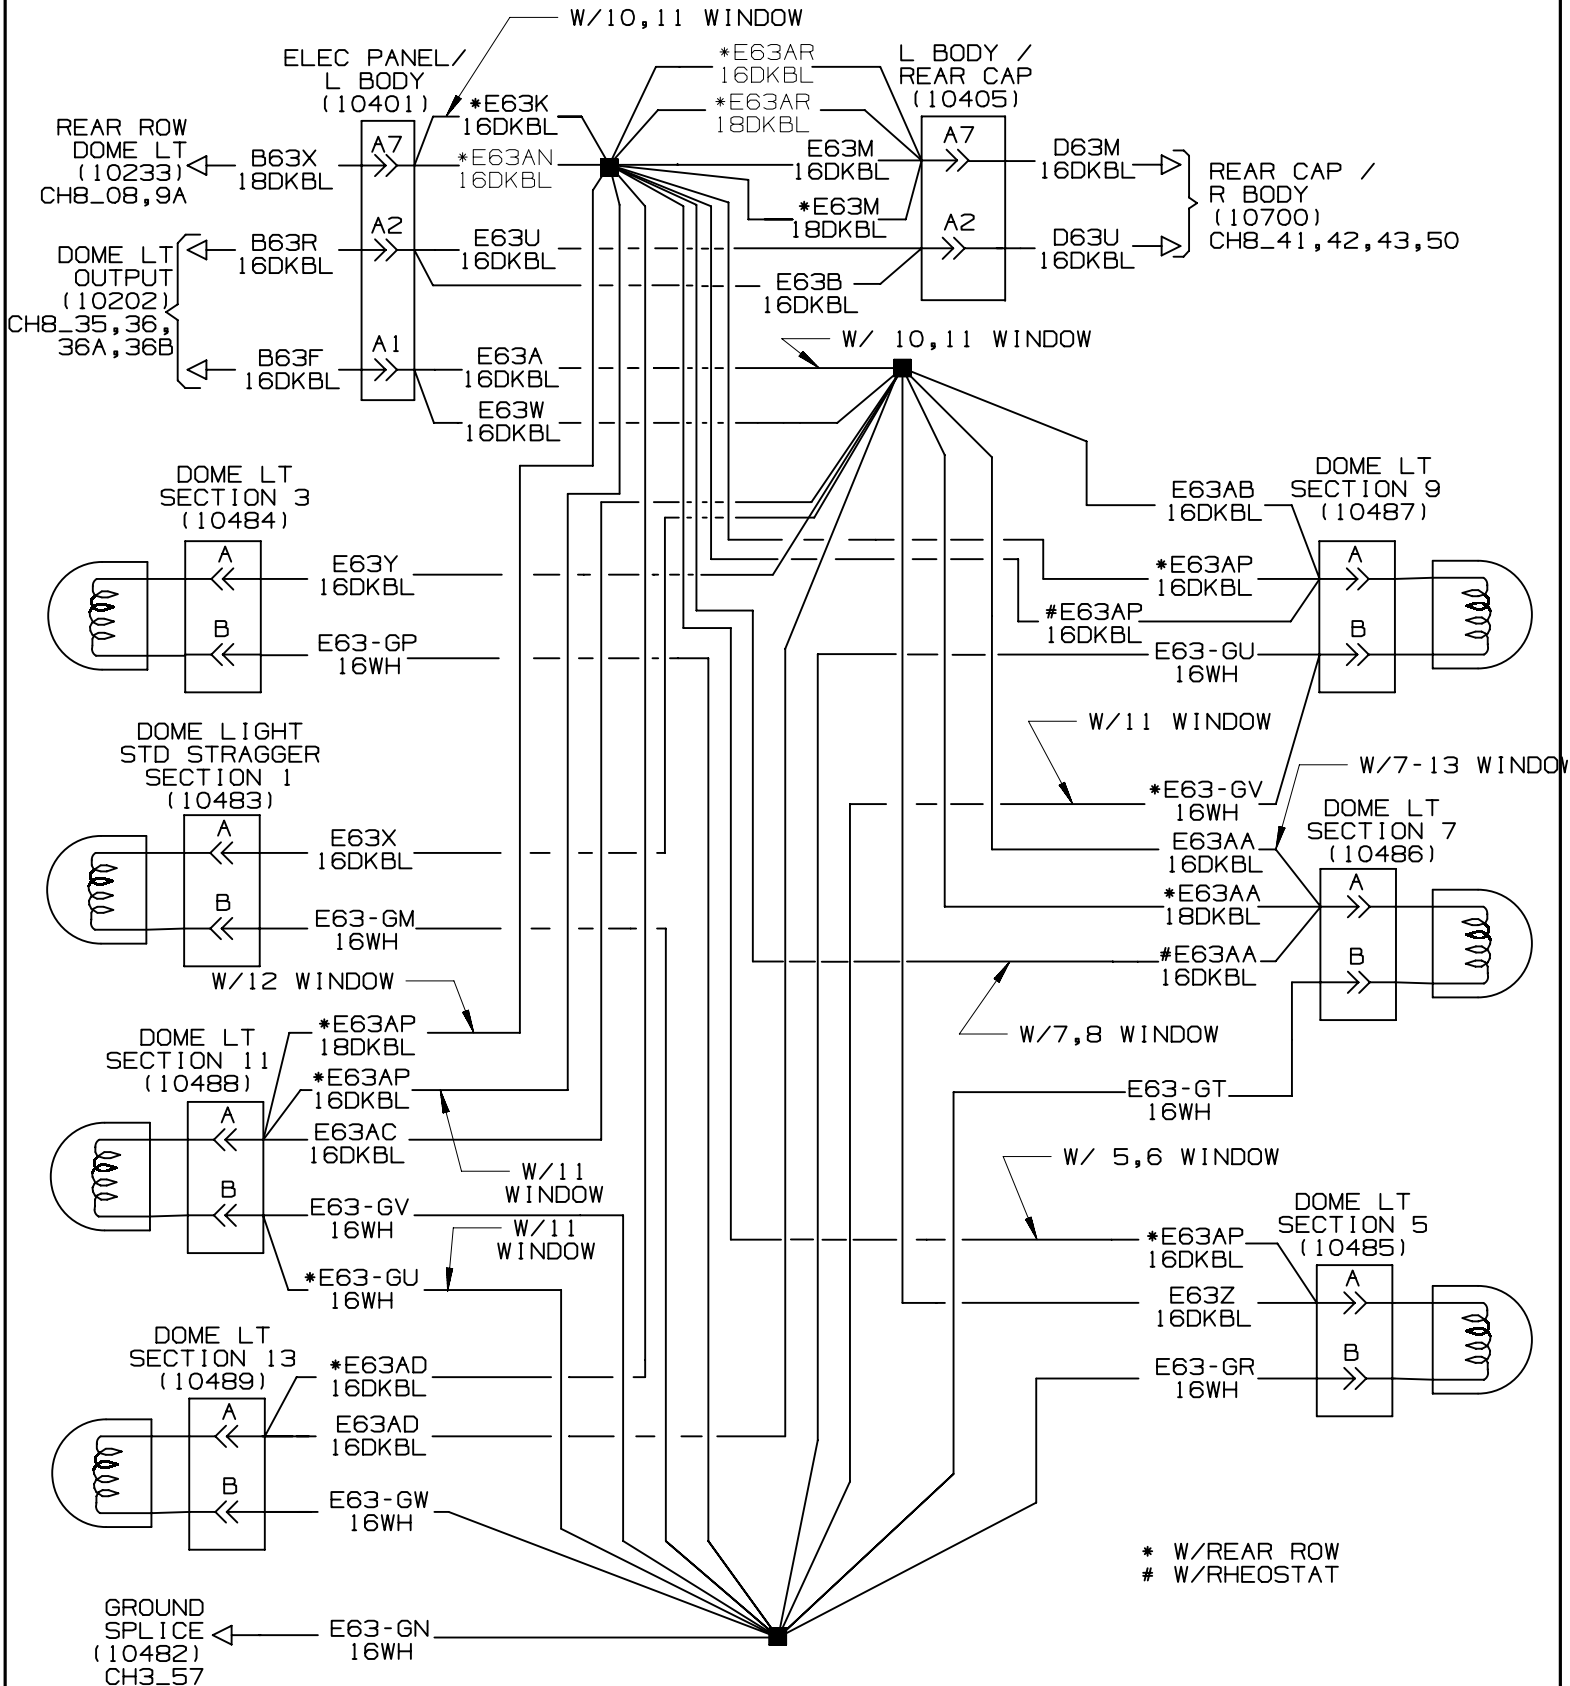 W/10,11 WINDOW
ELEC PANEL/
L BODY
(10401)
*E63K
16DKBL
*E63AN
16DKBL
*E63AR
16DKBL
*E63AR
18DKBL
L BODY /
REAR CAP
(10405)
REAR ROW
DOME LT
(10233)
CH8_08,9A
B63X
18DKBL
A7
E63M
16DKBL
*E63M
18DKBL
A7
D63M
16DKBL
REAR CAP /
R BODY
(10700)
CH8_41,42,43,50
DOME LT
OUTPUT
(10202)
CH8_35,36,
36A,36B
B63R
16DKBL
A2
E63U
16DKBL
E63B
16DKBL
A2
D63U
16DKBL
B63F
16DKBL
A1
E63A
16DKBL
E63W
16DKBL
W/ 10,11 WINDOW
DOME LT
SECTION 3
(10484)
A
E63Y
16DKBL
B
E63-GP
16WH
E63AB
16DKBL
DOME LT
SECTION 9
(10487)
*E63AP
16DKBL
A
#E63AP
16DKBL
B
E63-GU
16WH
W/11 WINDOW
*E63-GV
16WH
DOME LIGHT
STD STRAGGER
SECTION 1
(10483)
A
E63X
16DKBL
B
E63-GM
16WH
W/7-13 WINDOW
DOME LT
SECTION 7
(10486)
E63AA
16DKBL
*E63AA
18DKBL
A
#E63AA
16DKBL
B
W/7,8 WINDOW
E63-GT
16WH
W/12 WINDOW
DOME LT
SECTION 11
(10488)
*E63AP
18DKBL
*E63AP
16DKBL
A
E63AC
16DKBL
W/11
WINDOW
B
E63-GV
16WH
W/11
WINDOW
*E63-GU
16WH
W/ 5,6 WINDOW
DOME LT
SECTION 5
(10485)
*E63AP
16DKBL
A
E63Z
16DKBL
B
E63-GR
16WH
DOME LT
SECTION 13
(10489)
*E63AD
16DKBL
A
E63AD
16DKBL
B
E63-GW
16WH
* W/REAR ROW
# W/RHEOSTAT
GROUND
SPLICE
(10482)
CH3_57
E63-GN
16WH